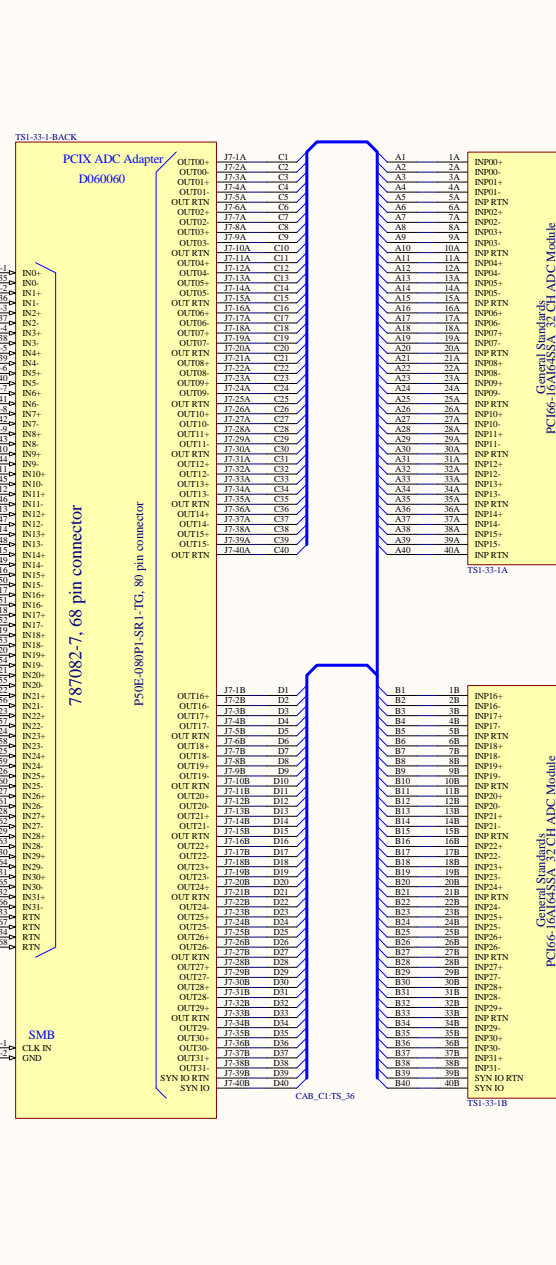 TS1-33-1-BACK
PCIX ADC Adapter
D060060
IN0+
IN0-
IN1+
IN1-
IN2+
IN2-
IN3+
IN3-
IN4+
IN4-
IN5+
IN5-
IN6+
IN6-
IN7+
IN7-
IN8+
IN8-
IN9+
IN9-
IN10+
IN10-
IN11+
IN11-
IN12+
IN12-
IN13+
IN13-
IN14+
IN14-
IN15+
IN15-
IN16+
IN16-
IN17+
IN17-
IN18+
IN18-
IN19+
IN19-
IN20+
IN20-
IN21+
IN21-
IN22+
IN22-
IN23+
IN23-
IN24+
IN24-
IN25+
IN25-
IN26+
IN26-
IN27+
IN27-
IN28+
IN28-
IN29+
IN29-
IN30+
IN30-
IN31+
IN31-
RTN
RTN
RTN
RTN
SMB
CLK IN
GND
787082-7, 68 pin connector
P50E-080P1-SR1-TG, 80 pin connector
OUT00+ J7-1A C1 A1 1A INP00+
OUT00- J7-2A C2 A2 2A INP00-
OUT01+ J7-3A C3 A3 3A INP01+
OUT01- J7-4A C4 A4 4A INP01-
OUT RTN J7-5A C5 A5 5A INP RTN
OUT02+ J7-6A C6 A6 6A INP02+
OUT02- J7-7A C7 A7 7A INP02-
OUT03+ J7-8A C8 A8 8A INP03+
OUT03- J7-9A C9 A9 9A INP03-
OUT RTN J7-10A C10 A10 10A INP RTN
OUT04+ J7-11A C11 A11 11A INP04+
OUT04- J7-12A C12 A12 12A INP04-
OUT05+ J7-13A C13 A13 13A INP05+
OUT05- J7-14A C14 A14 14A INP05-
OUT RTN J7-15A C15 A15 15A INP RTN
OUT06+ J7-16A C16 A16 16A INP06+
OUT06- J7-17A C17 A17 17A INP06-
OUT07+ J7-18A C18 A18 18A INP07+
OUT07- J7-19A C19 A19 19A INP07-
OUT RTN J7-20A C20 A20 20A INP RTN
OUT08+ J7-21A C21 A21 21A INP08+
OUT08- J7-22A C22 A22 22A INP08-
OUT09+ J7-23A C23 A23 23A INP09+
OUT09- J7-24A C24 A24 24A INP09-
OUT RTN J7-25A C25 A25 25A INP RTN
OUT10+ J7-26A C26 A26 26A INP10+
OUT10- J7-27A C27 A27 27A INP10-
OUT11+ J7-28A C28 A28 28A INP11+
OUT11- J7-29A C29 A29 29A INP11-
OUT RTN J7-30A C30 A30 30A INP RTN
OUT12+ J7-31A C31 A31 31A INP12+
OUT12- J7-32A C32 A32 32A INP12-
OUT13+ J7-33A C33 A33 33A INP13+
OUT13- J7-34A C34 A34 34A INP13-
OUT RTN J7-35A C35 A35 35A INP RTN
OUT14+ J7-36A C36 A36 36A INP14+
OUT14- J7-37A C37 A37 37A INP14-
OUT15+ J7-38A C38 A38 38A INP15+
OUT15- J7-39A C39 A39 39A INP15-
OUT RTN J7-40A C40 A40 40A INP RTN
General Standards
PCI66-16AI64SSA 32 CH ADC Module
TS1-33-1A
OUT16+ J7-1B D1 B1 1B INP16+
OUT16- J7-2B D2 B2 2B INP16-
OUT17+ J7-3B D3 B3 3B INP17+
OUT17- J7-4B D4 B4 4B INP17-
OUT RTN J7-5B D5 B5 5B INP RTN
OUT18+ J7-6B D6 B6 6B INP18+
OUT18- J7-7B D7 B7 7B INP18-
OUT19+ J7-8B D8 B8 8B INP19+
OUT19- J7-9B D9 B9 9B INP19-
OUT RTN J7-10B D10 B10 10B INP RTN
OUT20+ J7-11B D11 B11 11B INP20+
OUT20- J7-12B D12 B12 12B INP20-
OUT21+ J7-13B D13 B13 13B INP21+
OUT21- J7-14B D14 B14 14B INP21-
OUT RTN J7-15B D15 B15 15B INP RTN
OUT22+ J7-16B D16 B16 16B INP22+
OUT22- J7-17B D17 B17 17B INP22-
OUT23+ J7-18B D18 B18 18B INP23+
OUT23- J7-19B D19 B19 19B INP23-
OUT24+ J7-20B D20 B20 20B INP24+
OUT RTN J7-21B D21 B21 21B INP RTN
OUT24- J7-22B D22 B22 22B INP24-
OUT25+ J7-23B D23 B23 23B INP25+
OUT25- J7-24B D24 B24 24B INP25-
OUT26+ J7-25B D25 B25 25B INP26+
OUT26- J7-26B D26 B26 26B INP26-
OUT RTN J7-27B D27 B27 27B INP RTN
OUT27+ J7-28B D28 B28 28B INP27+
OUT27- J7-29B D29 B29 29B INP27-
OUT28+ J7-30B D30 B30 30B INP28+
OUT28- J7-31B D31 B31 31B INP28-
OUT29+ J7-32B D32 B32 32B INP29+
OUT RTN J7-33B D33 B33 33B INP RTN
OUT29- J7-34B D34 B34 34B INP29-
OUT30+ J7-35B D35 B35 35B INP30+
OUT30- J7-36B D36 B36 36B INP30-
OUT31+ J7-37B D37 B37 37B INP31+
OUT31- J7-38B D38 B38 38B INP31-
SYN IO RTN J7-39B D39 B39 39B SYN IO RTN
SYN IO J7-40B D40 B40 40B SYN IO
General Standards
PCI66-16AI64SSA 32 CH ADC Module
CAB_C1:TS_36
TS1-33-1B